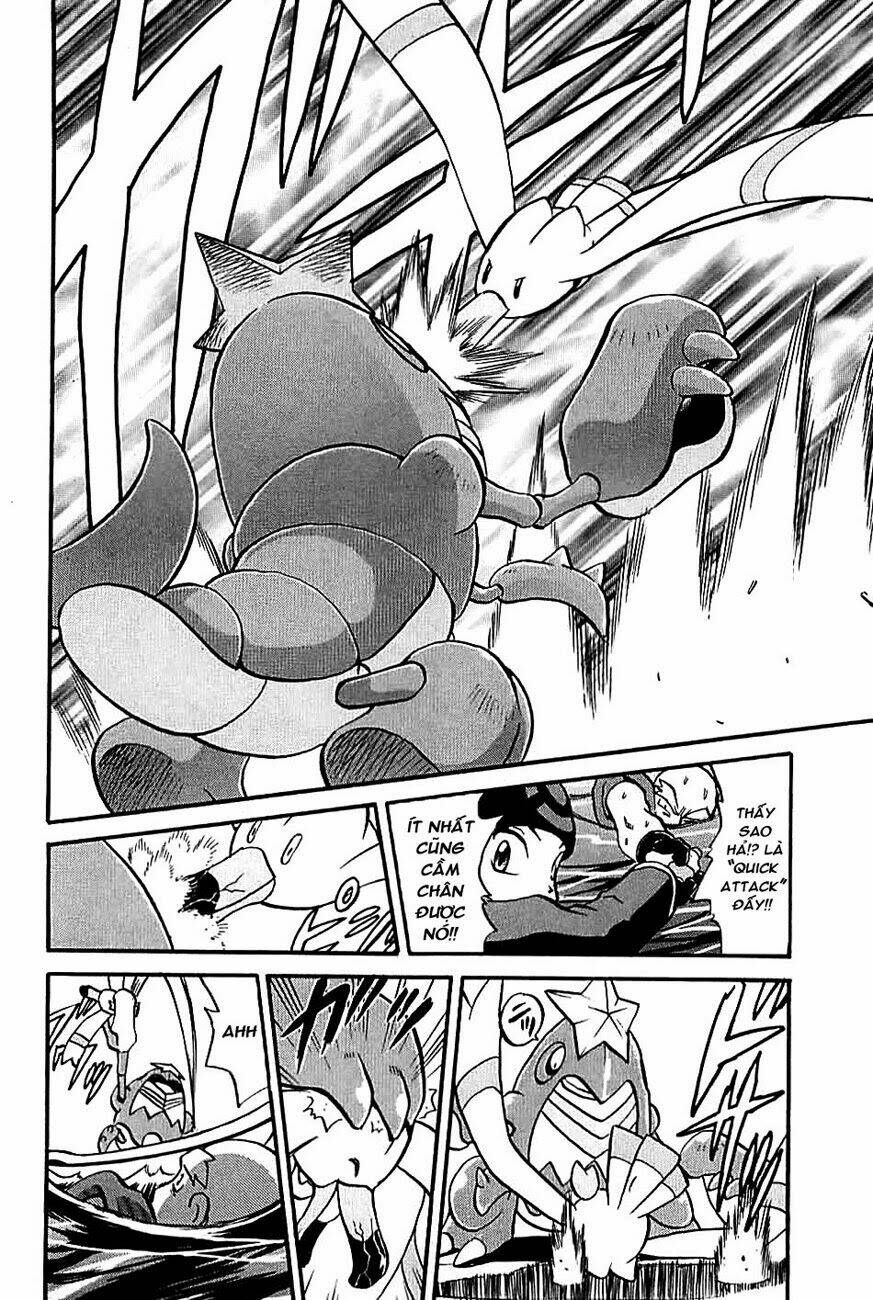 THẤY
SAO
HẢ!? LÀ
"QUICK
ATTACK"
ĐẤY!!
ÍT NHẤT
CŨNG
CẦM
CHÂN
ĐƯỢC
NÓ!!
AHH